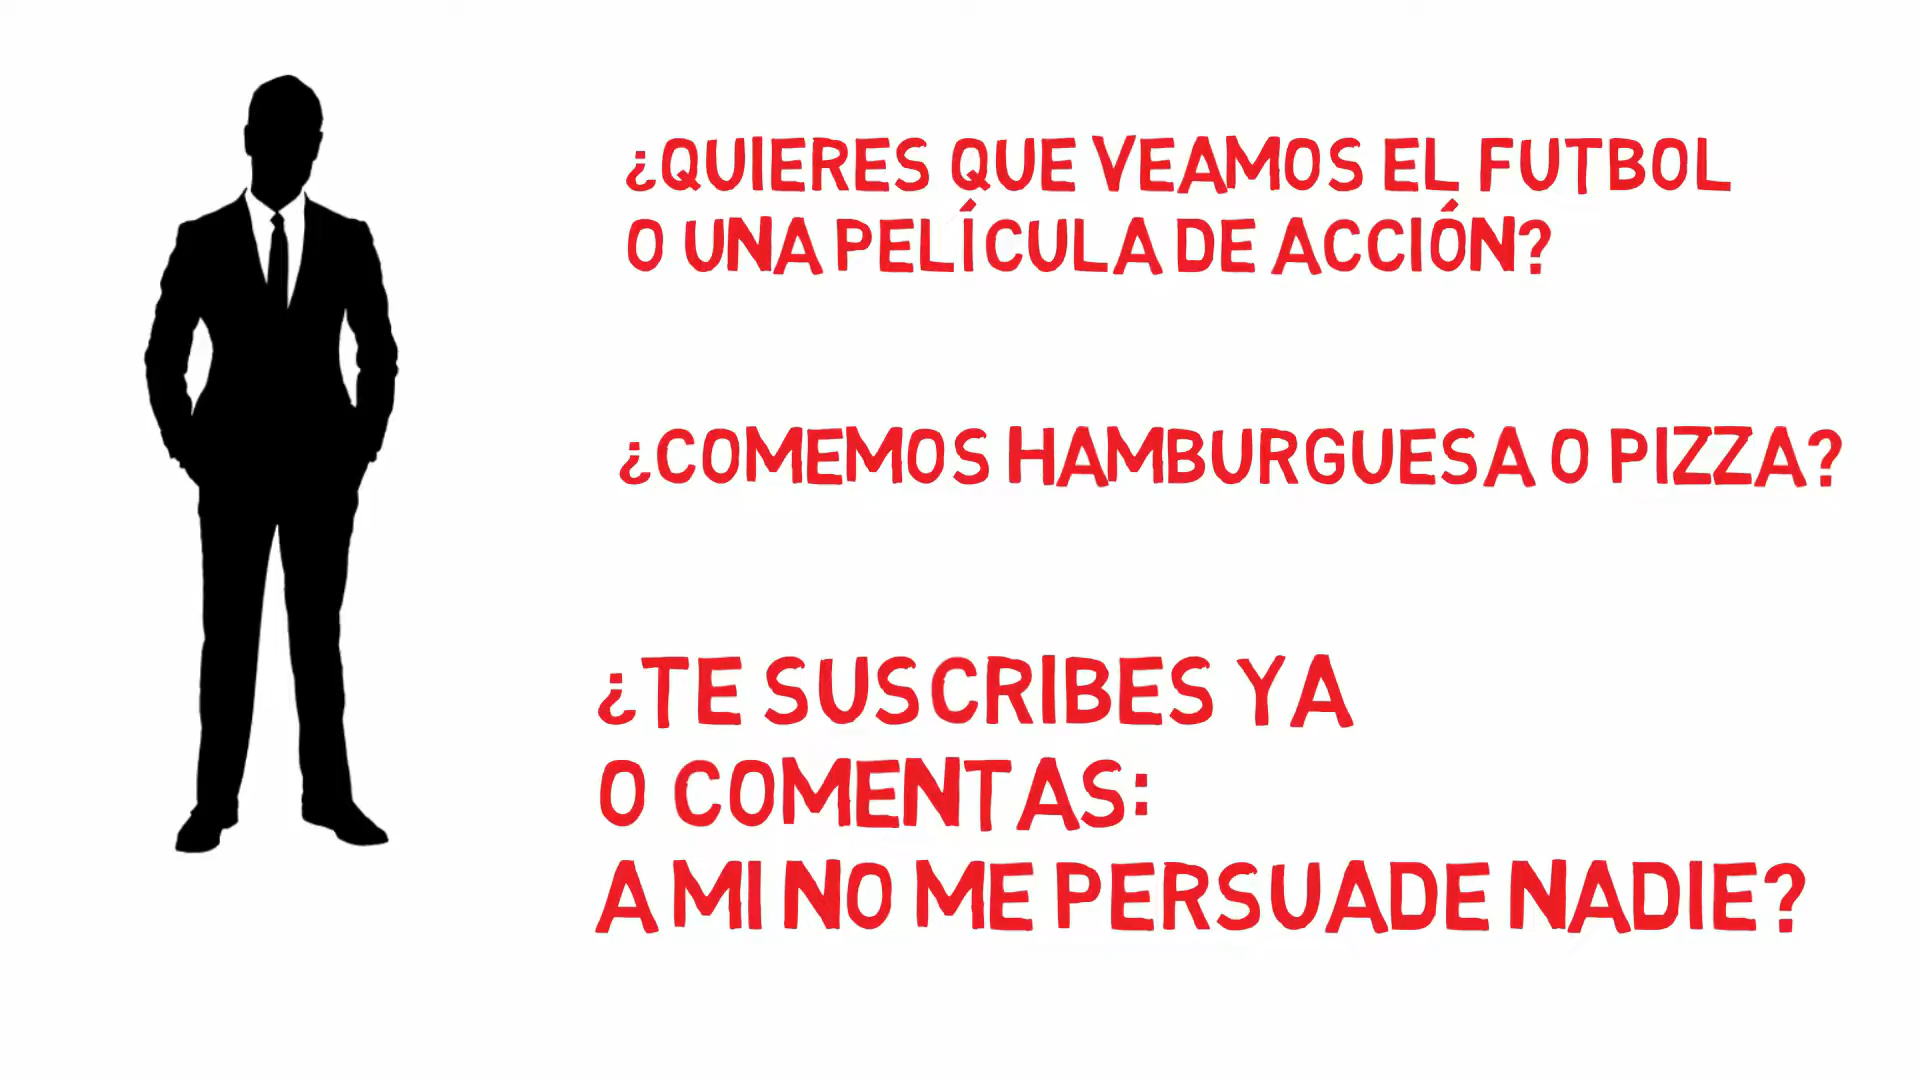 ¿QUIERES QUE VEAMOS EL FUTBOL
O UNA PELÍCULA DE ACCIÓN?
¿COMEMOS HAMBURGUESA O PIZZA?
¿TE SUSCRIBES YA
O COMENTAS:
A MI NO ME PERSUADE NADIE?